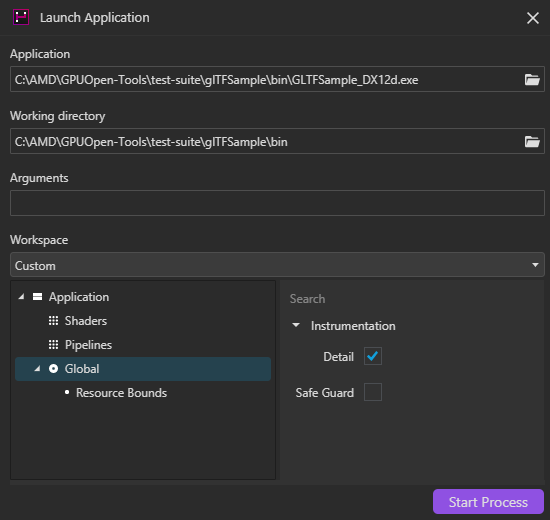 Launch Application
Application
C:\AMD\GPUOpen-Tools\test-suite\glTFSample\bin\GLTFSample_DX12d.exe
Working directory
C:\AMD\GPUOpen-Tools\test-suite\glTFSample\bin
Arguments
Workspace
Custom
Application
Shaders
Pipelines
Global
Resource Bounds
Search
Instrumentation
Detail
Safe Guard
Start Process